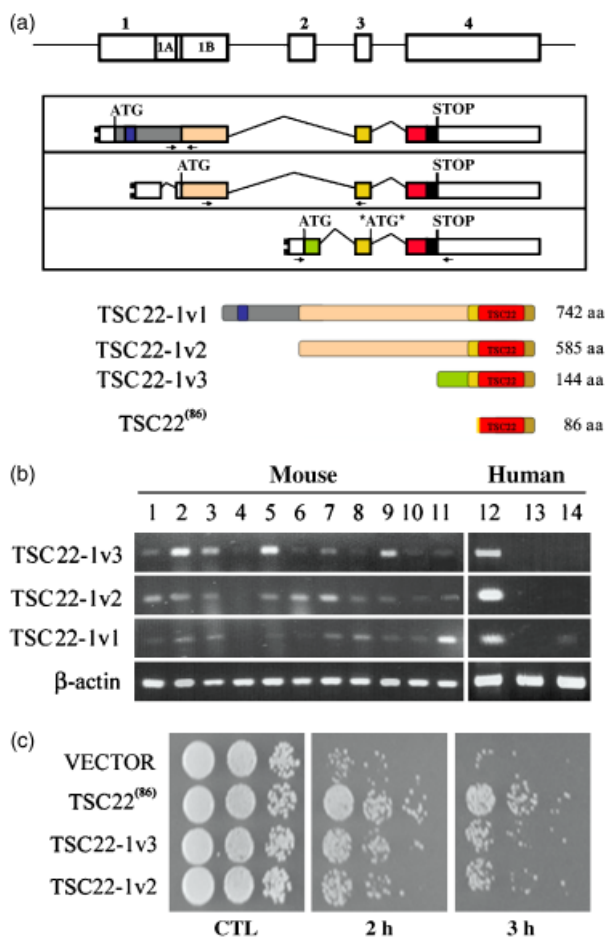 (a)
1 2 3 4
1A 1B
ATG STOP
ATG STOP
ATG *ATG* STOP
TSC22-1v1 TSC22 742 aa
TSC22-1v2 TSC22 585 aa
TSC22-1v3 TSC22 144 aa
TSC22(86) TSC22 86 aa
(b)
Mouse Human
1 2 3 4 5 6 7 8 9 10 11 12 13 14
TSC22-1v3
TSC22-1v2
TSC22-1v1
β-actin
(c)
VECTOR
TSC22(86)
TSC22-1v3
TSC22-1v2
CTL 2 h 3 h